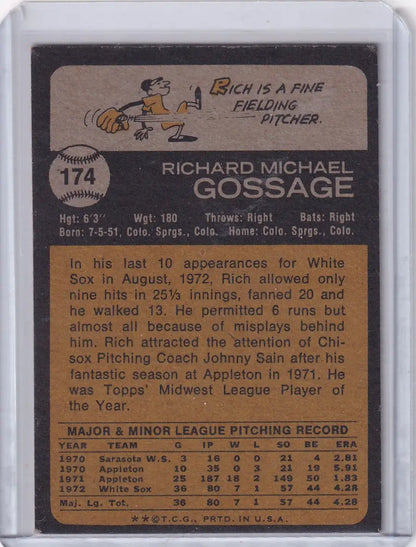 RICH IS A FINE
FIELDING
PITCHER.
174
RICHARD MICHAEL
GOSSAGE
Hgt: 6'3" Wgt: 180 Throws: Right Bats: Right
Born: 7-5-51, Colo. Sprgs., Colo. Home: Colo. Sprgs., Colo.
In his last 10 appearances for White
Sox in August, 1972, Rich allowed only
nine hits in 25⅓ innings, fanned 20 and
he walked 13. He permitted 6 runs but
almost all because of misplays behind
him. Rich attracted the attention of Chi-
sox Pitching Coach Johnny Sain after his
fantastic season at Appleton in 1971. He
was Topps' Midwest League Player of
the Year.
MAJOR & MINOR LEAGUE PITCHING RECORD
YEAR TEAM G IP W L SO BE ERA
1970 Sarasota W.S. 3 16 0 0 21 4 2.81
1970 Appleton 10 35 0 3 21 19 5.91
1971 Appleton 25 187 18 2 149 50 1.83
1972 White Sox 36 80 7 1 57 44 4.28
Maj. Lg. Tot. 36 80 7 1 57 44 4.28
**©T.C.G., PRTD. IN U.S.A.